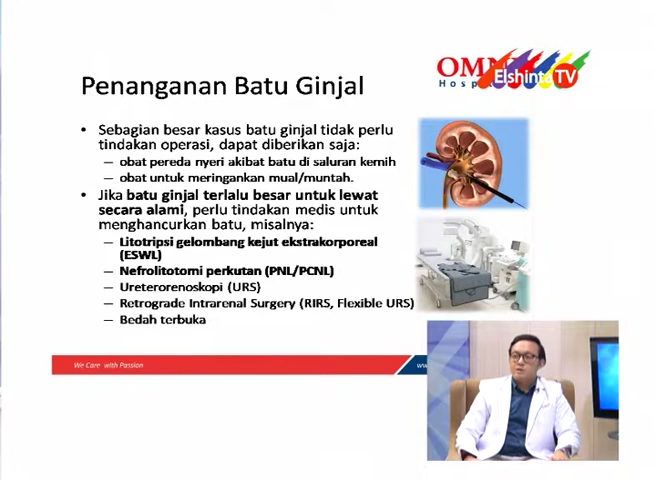 OMNI
Hosp
Elshinta TV
Penanganan Batu Ginjal
• Sebagian besar kasus batu ginjal tidak perlu
tindakan operasi, dapat diberikan saja:
– obat pereda nyeri akibat batu di saluran kemih
– obat untuk meringankan mual/muntah.
• Jika batu ginjal terlalu besar untuk lewat
secara alami, perlu tindakan medis untuk
menghancurkan batu, misalnya:
– Litotripsi gelombang kejut ekstrakorporeal
(ESWL)
– Nefrolitotomi perkutan (PNL/PCNL)
– Ureterorenoskopi (URS)
– Retrograde Intrarenal Surgery (RIRS, Flexible URS)
– Bedah terbuka
We Care with Passion
www.